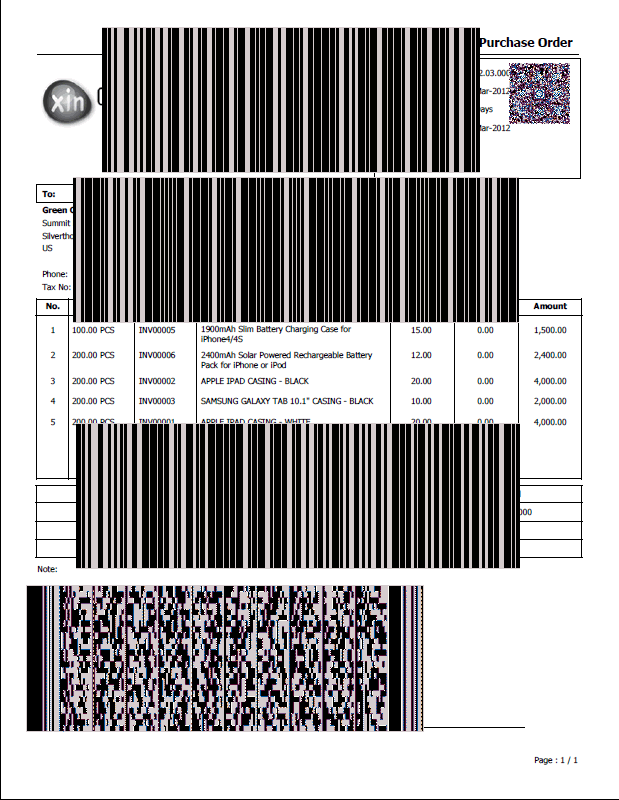 Purchase Order
xin
2.03.000
Mar-2012
ays
Mar-2012
To:
Green
Summit
Silvertho
US
Phone:
Tax No:
No. Amount
1 100.00 PCS INV00005 1900mAh Slim Battery Charging Case for iPhone4/4S 15.00 0.00 1,500.00
2 200.00 PCS INV00006 2400mAh Solar Powered Rechargeable Battery Pack for iPhone or iPod 12.00 0.00 2,400.00
3 200.00 PCS INV00002 APPLE IPAD CASING - BLACK 20.00 0.00 4,000.00
4 200.00 PCS INV00003 SAMSUNG GALAXY TAB 10.1" CASING - BLACK 10.00 0.00 2,000.00
5 200.00 PCS INV00001 APPLE IPAD CASING - WHITE 20.00 0.00 4,000.00
000
Note:
Page : 1 / 1